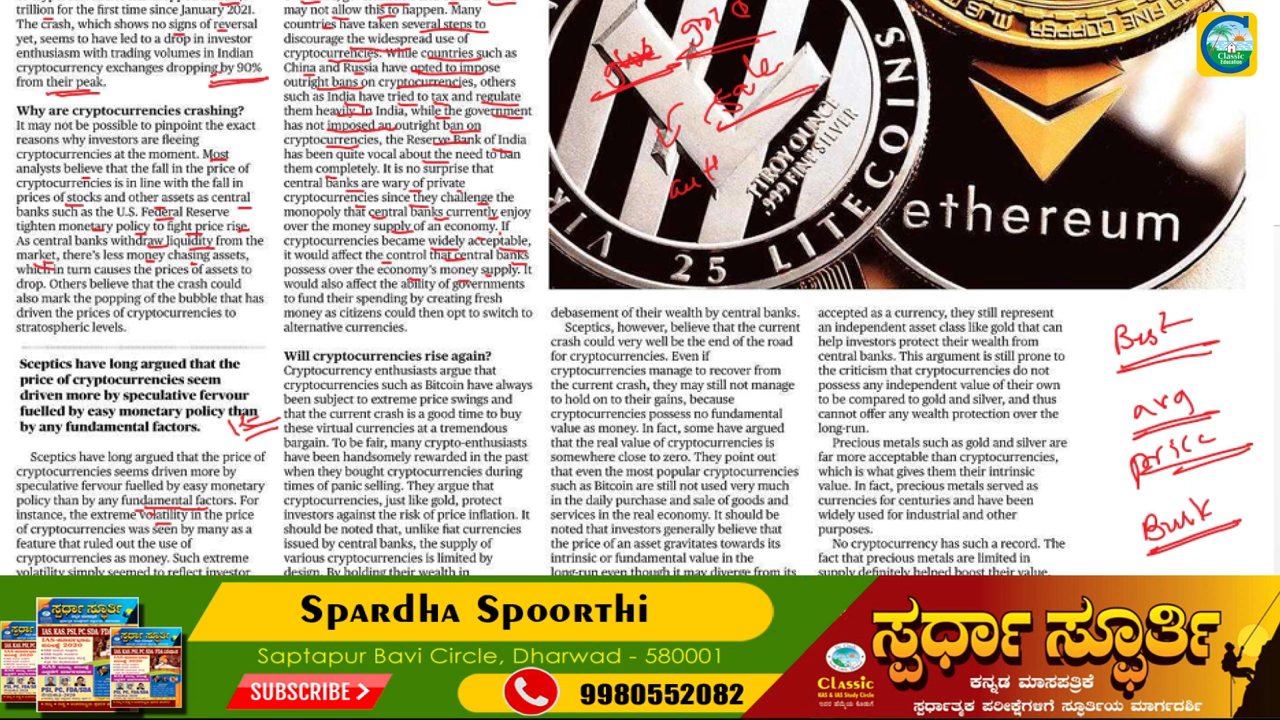 trillion for the first time since January 2021.
The crash, which shows no signs of reversal
yet, seems to have led to a drop in investor
enthusiasm with trading volumes in Indian
cryptocurrency exchanges dropping by 90%
from their peak.
Why are cryptocurrencies crashing?
It may not be possible to pinpoint the exact
reasons why investors are fleeing
cryptocurrencies at the moment. Most
analysts believe that the fall in the price of
cryptocurrencies is in line with the fall in
prices of stocks and other assets as central
banks such as the U.S. Federal Reserve
tighten monetary policy to fight price rise.
As central banks withdraw liquidity from the
market, there's less money chasing assets,
which in turn causes the prices of assets to
drop. Others believe that the crash could
also mark the popping of the bubble that has
driven the prices of cryptocurrencies to
stratospheric levels.
Sceptics have long argued that the
price of cryptocurrencies seem
driven more by speculative fervour
fuelled by easy monetary policy than
by any fundamental factors.
Sceptics have long argued that the price of
cryptocurrencies seems driven more by
speculative fervour fuelled by easy monetary
policy than by any fundamental factors. For
instance, the extreme volatility in the price
of cryptocurrencies was seen by many as a
feature that ruled out the use of
cryptocurrencies as money. Such extreme
volatility simply seemed to reflect investor
may not allow this to happen. Many
countries have taken several steps to
discourage the widespread use of
cryptocurrencies. While countries such as
China and Russia have opted to impose
outright bans on cryptocurrencies, others
such as India have tried to tax and regulate
them heavily. In India, while the government
has not imposed an outright ban on
cryptocurrencies, the Reserve Bank of India
has been quite vocal about the need to ban
them completely. It is no surprise that
central banks are wary of private
cryptocurrencies since they challenge the
monopoly that central banks currently enjoy
over the money supply of an economy. If
cryptocurrencies became widely acceptable,
it would affect the control that central banks
possess over the economy's money supply. It
would also affect the ability of governments
to fund their spending by creating fresh
money as citizens could then opt to switch to
alternative currencies.
Will cryptocurrencies rise again?
Cryptocurrency enthusiasts argue that
cryptocurrencies such as Bitcoin have always
been subject to extreme price swings and
that the current crash is a good time to buy
these virtual currencies at a tremendous
bargain. To be fair, many crypto-enthusiasts
have been handsomely rewarded in the past
when they bought cryptocurrencies during
times of panic selling. They argue that
cryptocurrencies, just like gold, protect
investors against the risk of price inflation. It
should be noted that, unlike fiat currencies
issued by central banks, the supply of
various cryptocurrencies is limited by
design. By holding their wealth in
debasement of their wealth by central banks.
Sceptics, however, believe that the current
crash could very well be the end of the road
for cryptocurrencies. Even if
cryptocurrencies manage to recover from
the current crash, they may still not manage
to hold on to their gains, because
cryptocurrencies possess no fundamental
value as money. In fact, some have argued
that the real value of cryptocurrencies is
somewhere close to zero. They point out
that even the most popular cryptocurrencies
such as Bitcoin are still not used very much
in the daily purchase and sale of goods and
services in the real economy. It should be
noted that investors generally believe that
the price of an asset gravitates towards its
intrinsic or fundamental value in the
long-run even though it may diverge from its
accepted as a currency, they still represent
an independent asset class like gold that can
help investors protect their wealth from
central banks. This argument is still prone to
the criticism that cryptocurrencies do not
possess any independent value of their own
to be compared to gold and silver, and thus
cannot offer any wealth protection over the
long-run.
Precious metals such as gold and silver are
far more acceptable than cryptocurrencies,
which is what gives them their intrinsic
value. In fact, precious metals served as
currencies for centuries and have been
widely used for industrial and other
purposes.
No cryptocurrency has such a record. The
fact that precious metals are limited in
supply definitely helped boost their value.
1 TROY OUNCE
.999 FINE SILVER
25 LITECOINS
ethereum
Classic
Education
Spardha Spoorthi
Saptapur Bavi Circle, Dharwad - 580001
SUBSCRIBE
9980552082
ಸ್ಪರ್ಧಾ ಸ್ಫೂರ್ತಿ
ಕನ್ನಡ ಮಾಸಪತ್ರಿಕೆ
ಸ್ಪರ್ಧಾತ್ಮಕ ಪರೀಕ್ಷೆಗಳಿಗೆ ಸ್ಫೂರ್ತಿಯ ಮಾರ್ಗದರ್ಶಿ
Classic
KAS & IAS Study Circle